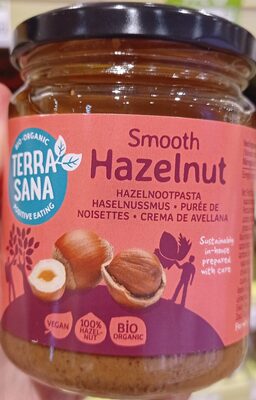 BIO-ORGANIC
TERRA
SANA
POSITIVE EATING
Smooth
Hazelnut
HAZELNOOTPASTA
HASELNUSSMUS • PURÉE DE
NOISETTES • CREMA DE AVELLANA
Sustainably
in-house
prepared
with care
VEGAN
100%
HAZEL-
NUT
BIO
ORGANIC